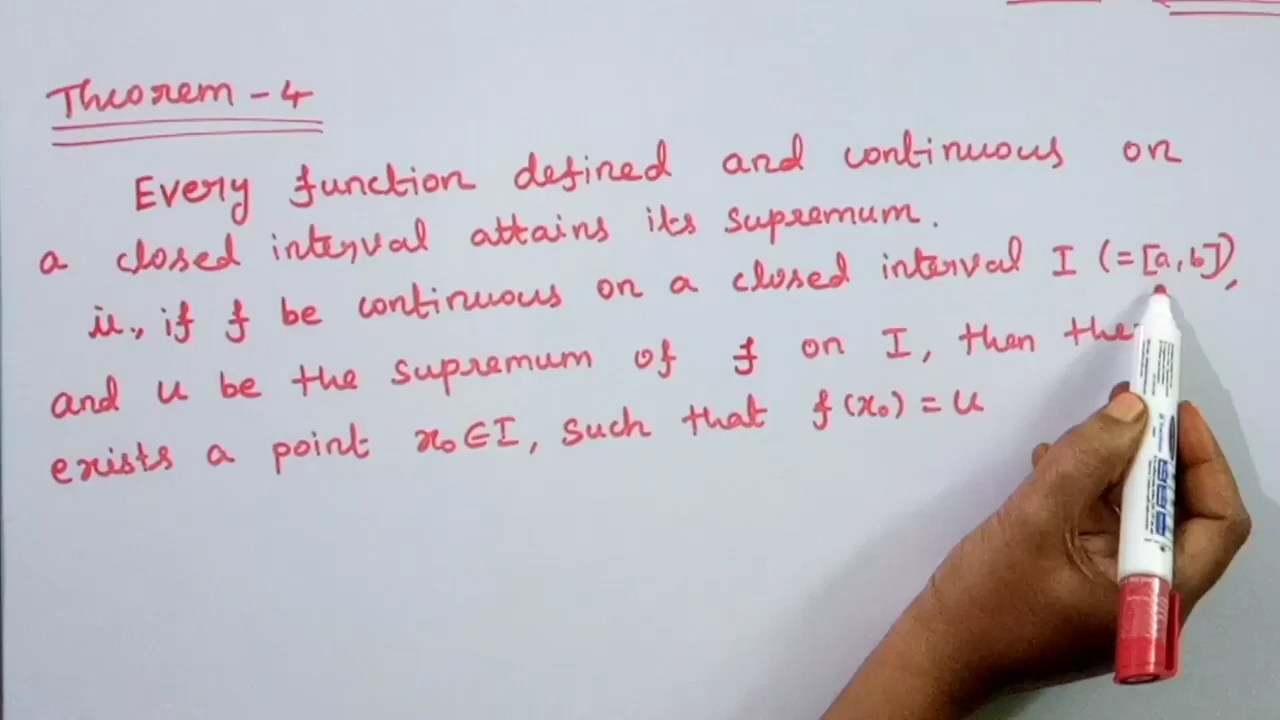 Theorem - 4
Every function defined and continuous on
a closed interval attains its supremum.
ie., if f be continuous on a closed interval I (=[a,b]),
and u be the supremum of f on I, then
exists a point x₀∈I, such that f(x₀) = u